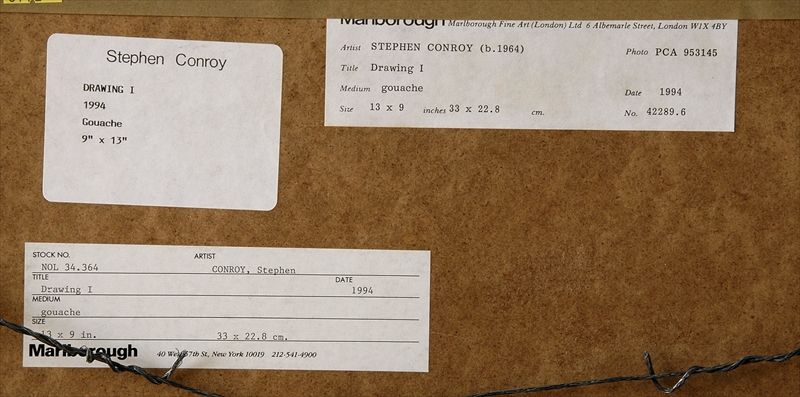 Stephen Conroy
DRAWING I
1994
Gouache
9" x 13"
Marlborough Marlborough Fine Art (London) Ltd 6 Albemarle Street, London W1X 4BY
Artist STEPHEN CONROY (b.1964) Photo PCA 953145
Title Drawing I
Medium gouache Date 1994
Size 13 x 9 inches 33 x 22.8 cm. No. 42289.6
STOCK NO. ARTIST
NOL 34.364 CONROY, Stephen
TITLE DATE
Drawing I 1994
MEDIUM
gouache
SIZE
13 x 9 in. 33 x 22.8 cm.
Marlborough 40 West 57th St, New York 10019 212-541-4900